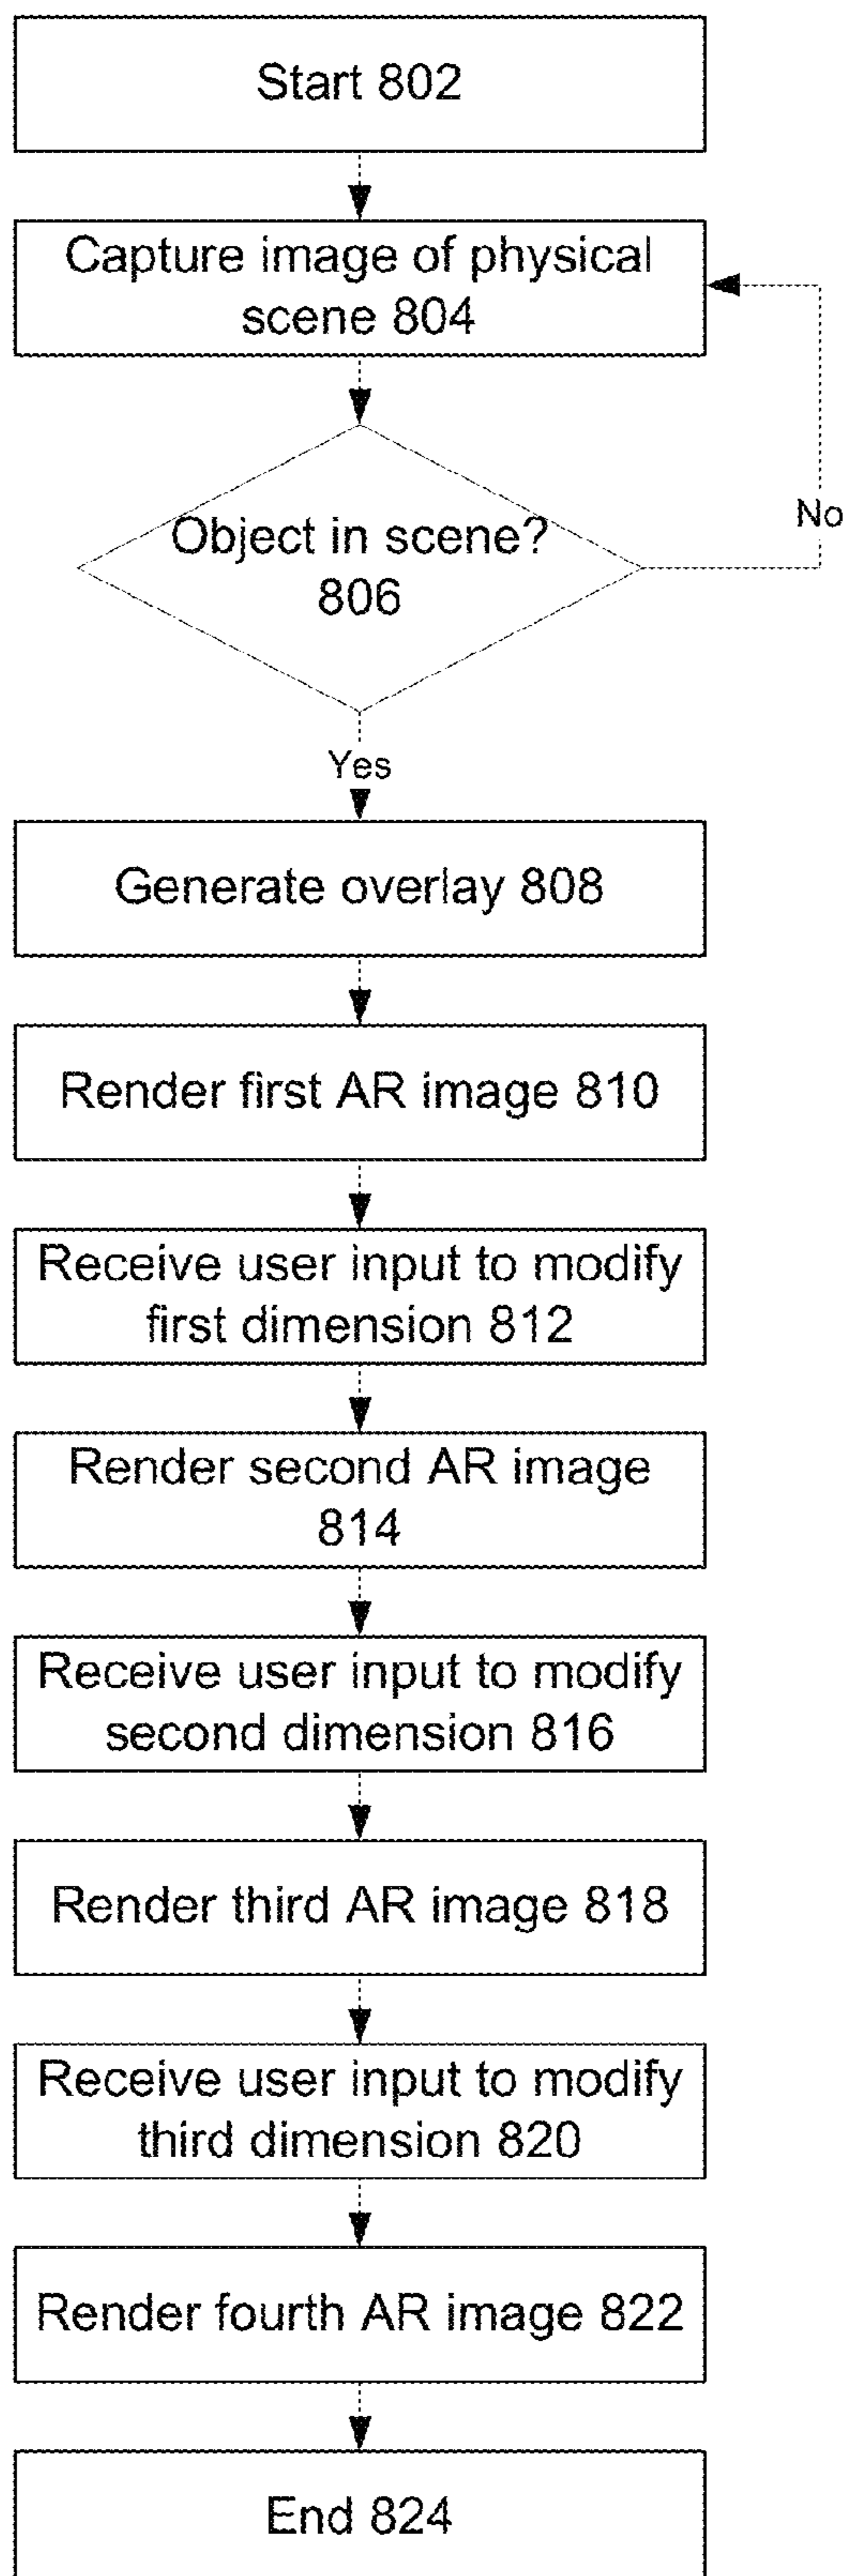 Start 802
Capture image of physical
scene 804
Object in scene?
806
No
Yes
Generate overlay 808
Render first AR image 810
Receive user input to modify
first dimension 812
Render second AR image
814
Receive user input to modify
second dimension 816
Render third AR image 818
Receive user input to modify
third dimension 820
Render fourth AR image 822
End 824